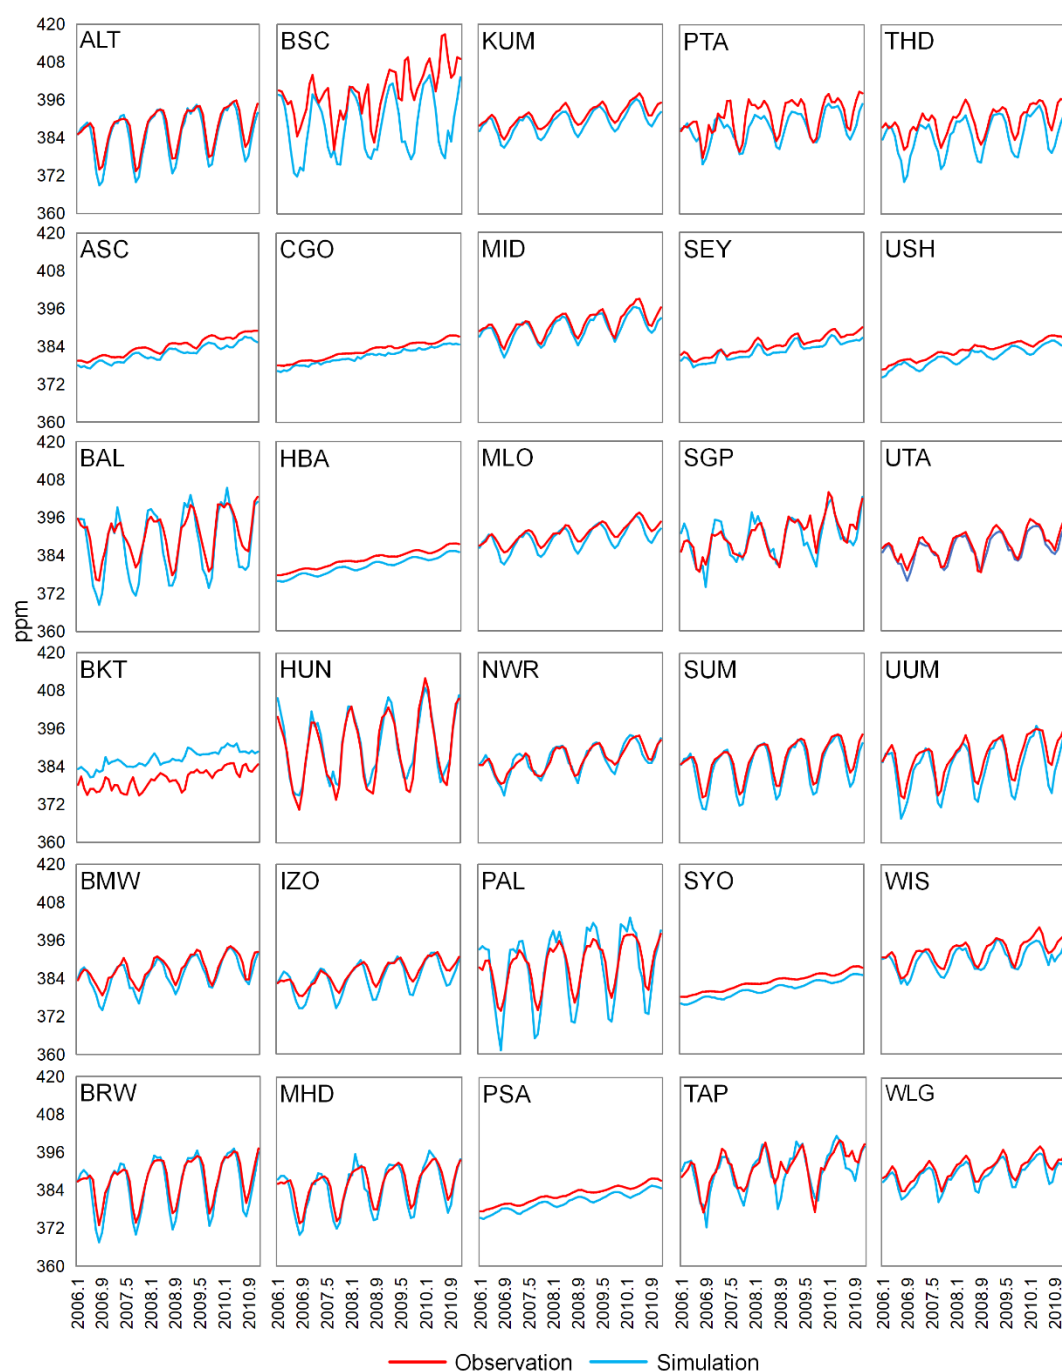 420
408
396
384
372
360
ALT
BSC
KUM
PTA
THD
420
408
396
384
372
360
ASC
CGO
MID
SEY
USH
420
408
396
384
372
360
BAL
HBA
MLO
SGP
UTA
ppm
420
408
396
384
372
360
BKT
HUN
NWR
SUM
UUM
420
408
396
384
372
360
BMW
IZO
PAL
SYO
WIS
420
408
396
384
372
360
BRW
MHD
PSA
TAP
WLG
2006.1
2006.9
2007.5
2008.1
2008.9
2009.5
2010.1
2010.9
2006.1
2006.9
2007.5
2008.1
2008.9
2009.5
2010.1
2010.9
2006.1
2006.9
2007.5
2008.1
2008.9
2009.5
2010.1
2010.9
2006.1
2006.9
2007.5
2008.1
2008.9
2009.5
2010.1
2010.9
2006.1
2006.9
2007.5
2008.1
2008.9
2009.5
2010.1
2010.9
Observation
Simulation